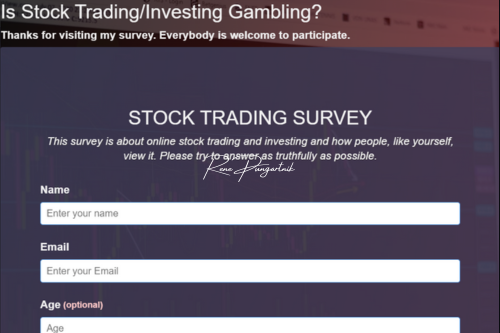 Is Stock Trading/Investing Gambling?
Thanks for visiting my survey. Everybody is welcome to participate.
STOCK TRADING SURVEY
This survey is about online stock trading and investing and how people, like yourself,
view it. Please try to answer as truthfully as possible.
Rene Pungartnik
Name
Enter your name
Email
Enter your Email
Age (optional)
Age